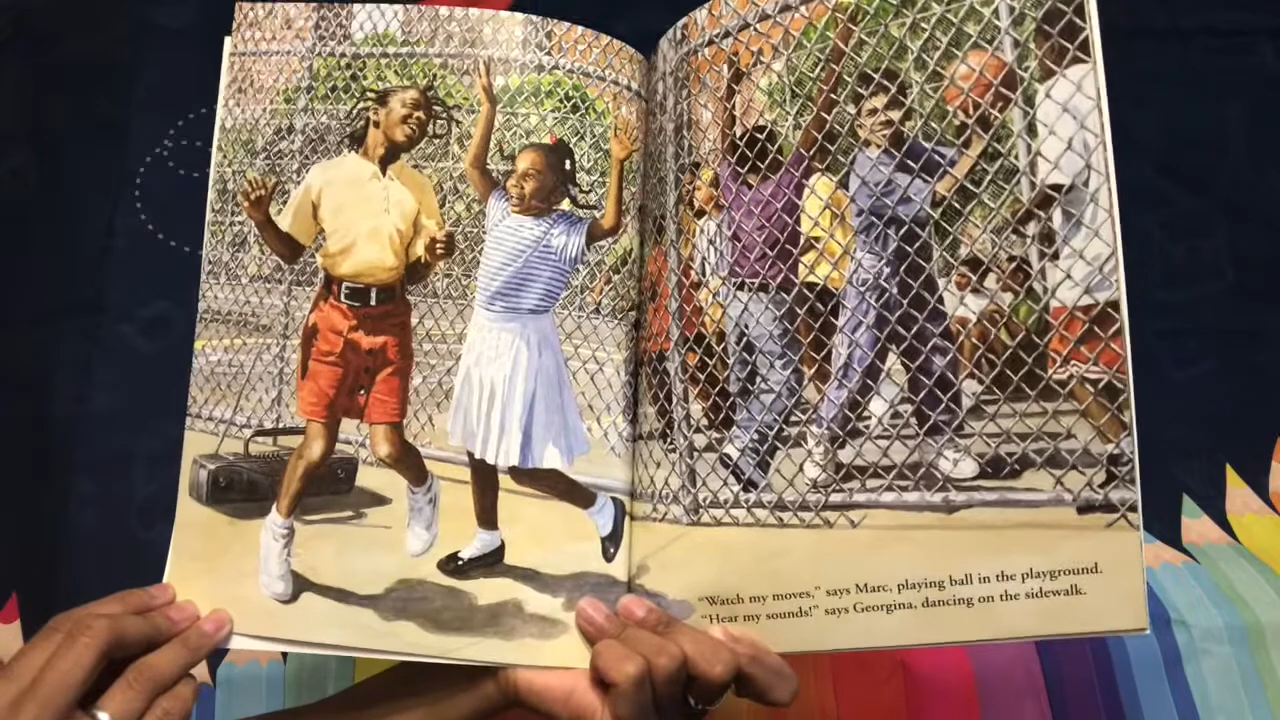 “Watch my moves,” says Marc, playing ball in the playground.
“Hear my sounds!” says Georgina, dancing on the sidewalk.